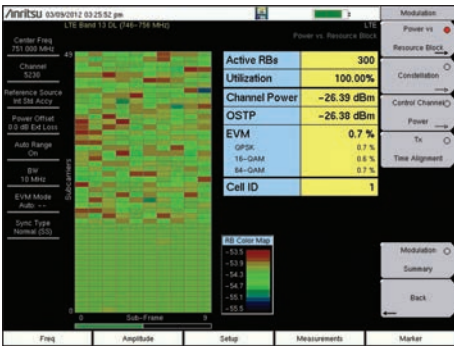 Anritsu 03/09/2012 03:25:52 pm
LTE Band 13 DL (746-756 MHz)
LTE
Power vs. Resource Block
Center Freq
751.000 MHz
Channel
5230
Reference Source
Int Std Accy
Power Offset
0.0 dB Ext Loss
Auto Range
On
BW
10 MHz
EVM Mode
Auto --
Sync Type
Normal (SS)
49
Subcarriers
0
0 Sub-Frame 9
Active RBs 300
Utilization 100.00%
Channel Power -26.39 dBm
OSTP -26.38 dBm
EVM 0.7 %
QPSK 0.7 %
16-QAM 0.6 %
64-QAM 0.7 %
Cell ID 1
RB Color Map
-53.5
-53.9
-54.3
-54.7
-55.1
-55.5
Modulation
Power vs
Resource Block
Constellation
Control Channel
Power
Tx
Time Alignment
Modulation
Summary
Back
Freq Amplitude Setup Measurements Marker